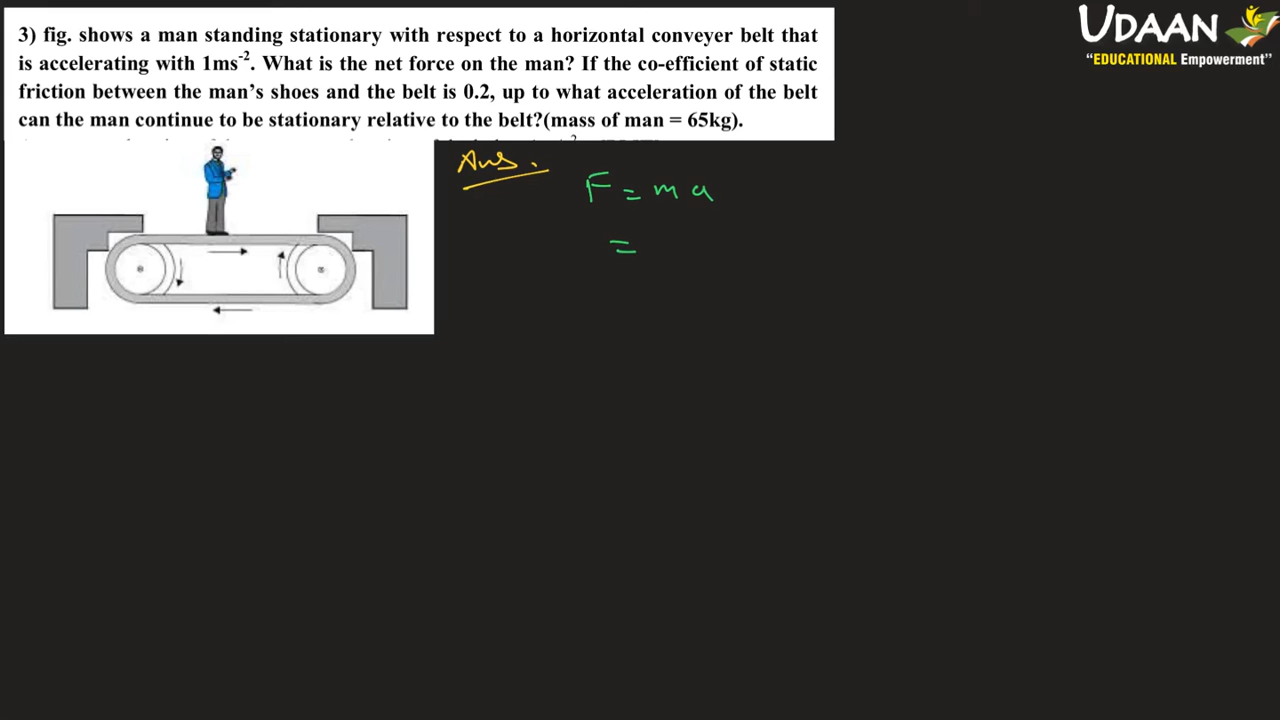 UDAAN
"EDUCATIONAL Empowerment"
3) fig. shows a man standing stationary with respect to a horizontal conveyer belt that
is accelerating with 1ms⁻². What is the net force on the man? If the co-efficient of static
friction between the man's shoes and the belt is 0.2, up to what acceleration of the belt
can the man continue to be stationary relative to the belt?(mass of man = 65kg).
Ans.
F = ma
=